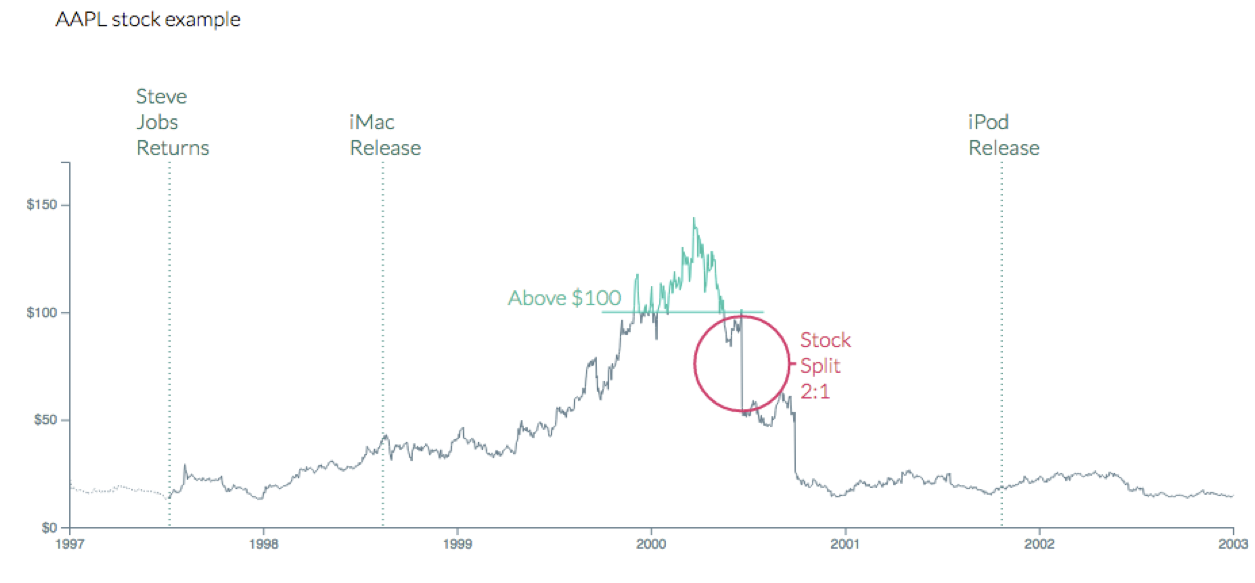 AAPL stock example
Steve
Jobs
Returns
iMac
Release
iPod
Release
$150
Above $100
$100
Stock
Split
2:1
$50
$0
1997
1998
1999
2000
2001
2002
2003